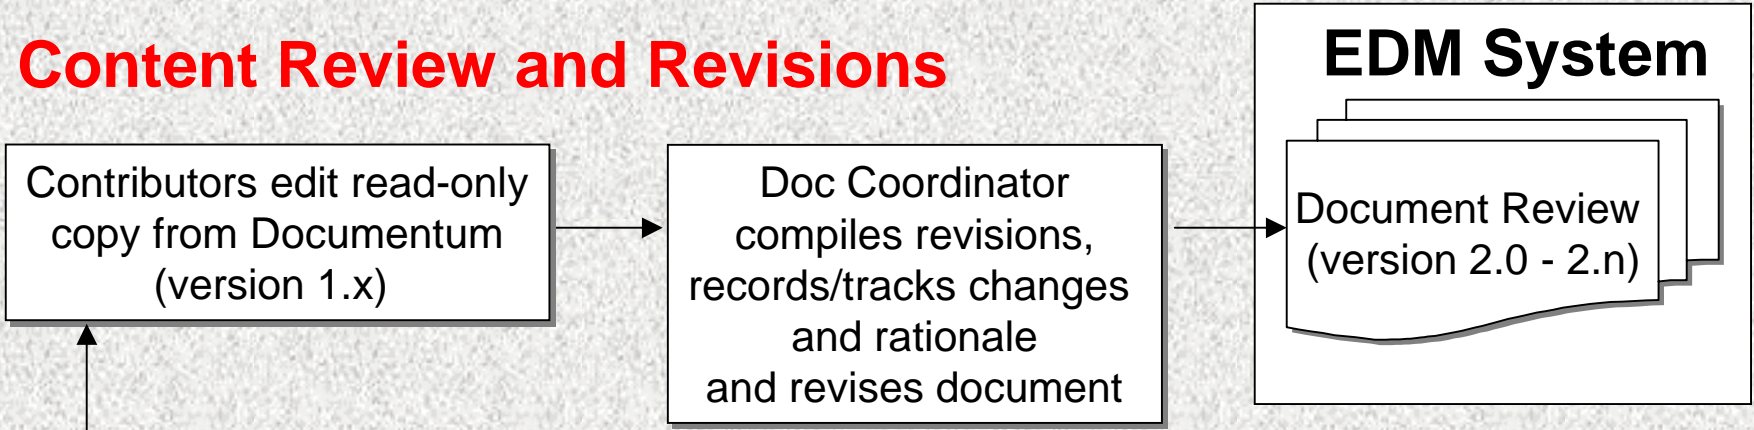 Content Review and Revisions
EDM System
Contributors edit read-only
copy from Documentum
(version 1.x)
Doc Coordinator
compiles revisions,
records/tracks changes
and rationale
and revises document
Document Review
(version 2.0 - 2.n)